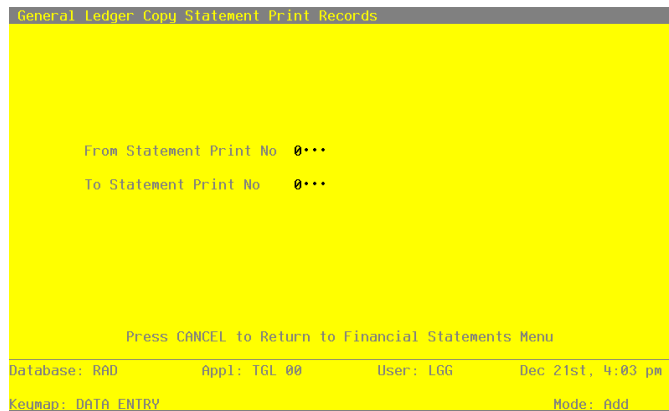 General Ledger Copy Statement Print Records
From Statement Print No 0···
To Statement Print No 0···
Press CANCEL to Return to Financial Statements Menu
Database: RAD Appl: TGL 00 User: LGG Dec 21st, 4:03 pm
Keymap: DATA ENTRY Mode: Add